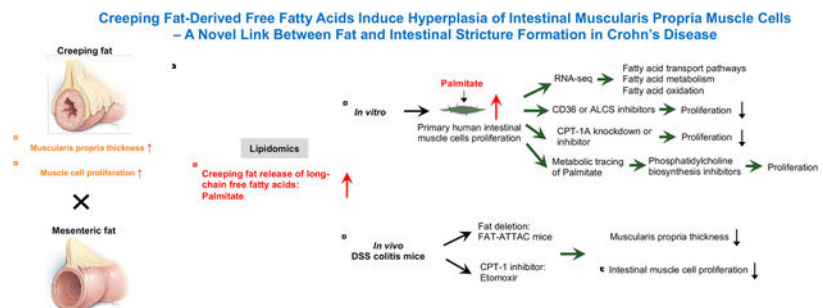 Creeping Fat-Derived Free Fatty Acids Induce Hyperplasia of Intestinal Muscularis Propria Muscle Cells
– A Novel Link Between Fat and Intestinal Stricture Formation in Crohn's Disease
Creeping fat
Muscularis propria thickness ↑
Muscle cell proliferation ↑
Mesenteric fat
Lipidomics
Creeping fat release of long-
chain free fatty acids:
Palmitate
In vitro
Palmitate
Primary human intestinal
muscle cells proliferation
RNA-seq
Fatty acid transport pathways
Fatty acid metabolism
Fatty acid oxidation
CD36 or ALCS inhibitors
Proliferation
CPT-1A knockdown or
inhibitor
Proliferation
Metabolic tracing
of Palmitate
Phosphatidylcholine
biosynthesis inhibitors
Proliferation
In vivo
DSS colitis mice
Fat deletion:
FAT-ATTAC mice
CPT-1 inhibitor:
Etomoxir
Muscularis propria thickness
c Intestinal muscle cell proliferation